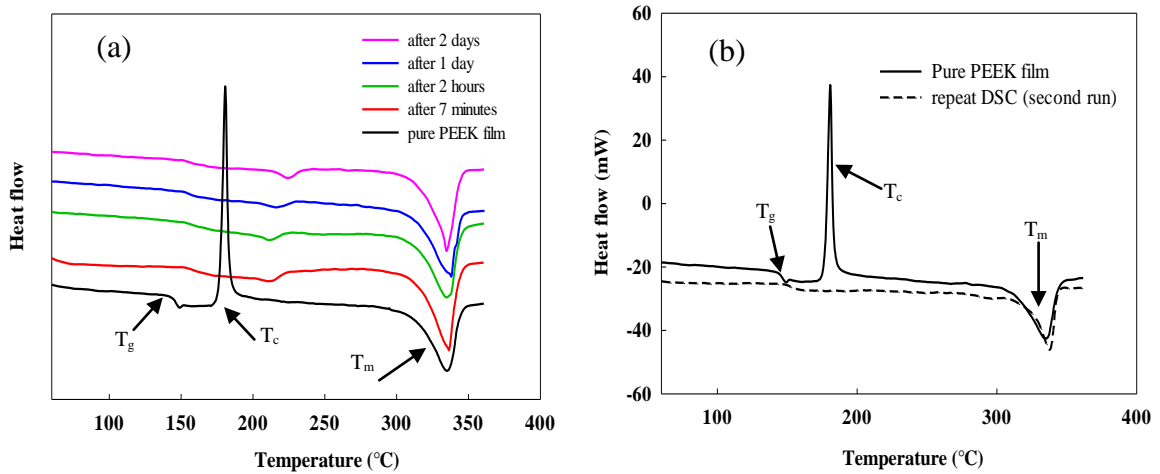 (a)
after 2 days
after 1 day
after 2 hours
after 7 minutes
pure PEEK film
Heat flow
Tg
Tc
Tm
100 150 200 250 300 350 400
Temperature (°C)
(b)
60
40
20
0
-20
-40
-60
Heat flow (mW)
Pure PEEK film
repeat DSC (second run)
Tc
Tg
Tm
100 200 300 400
Temperature (°C)